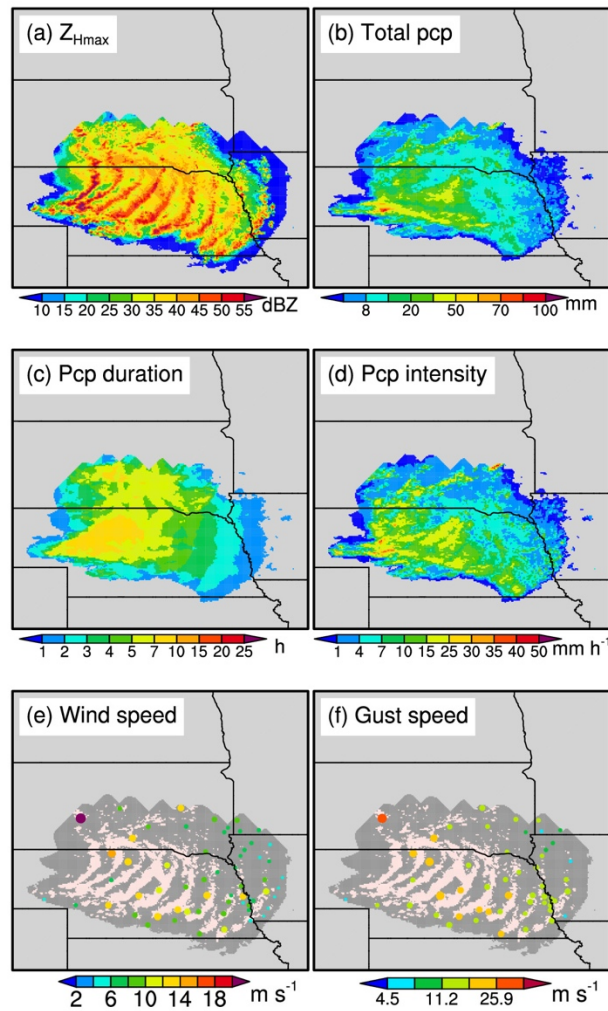 (a) Z_Hmax
(b) Total pcp
10 15 20 25 30 35 40 45 50 55 dBZ
8 20 50 70 100 mm
(c) Pcp duration
(d) Pcp intensity
1 2 3 4 5 7 10 15 20 25 h
1 4 7 10 15 25 30 35 40 50 mm h⁻¹
(e) Wind speed
(f) Gust speed
2 6 10 14 18 m s⁻¹
4.5 11.2 25.9 m s⁻¹